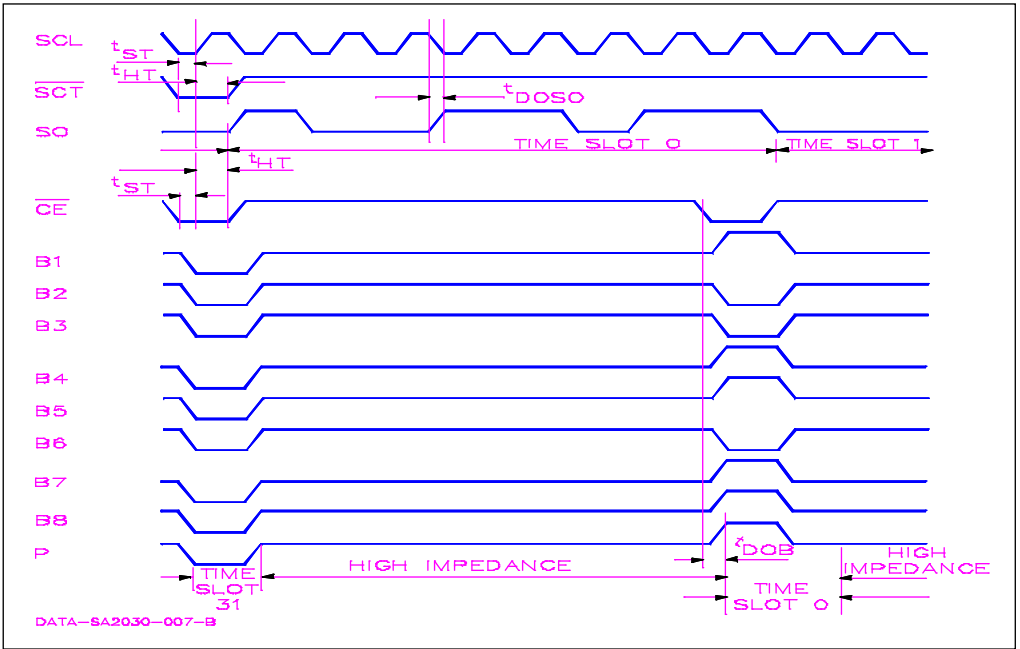 SCL
tST
tHT
SCT
tDOSO
SO
TIME SLOT 0
TIME SLOT 1
tHT
tST
CE
B1
B2
B3
B4
B5
B6
B7
B8
P
tDOB
HIGH IMPEDANCE
HIGH
IMPEDANCE
TIME
SLOT
31
TIME
SLOT 0
DATA-SA2030-007-B